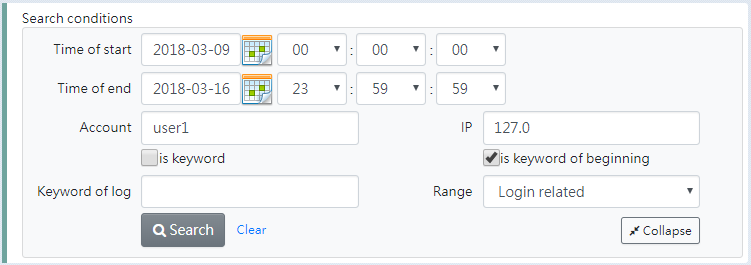 Search conditions
Time of start 2018-03-09 00 : 00 : 00
Time of end 2018-03-16 23 : 59 : 59
Account user1 IP 127.0
is keyword is keyword of beginning
Keyword of log Range Login related
Search Clear Collapse